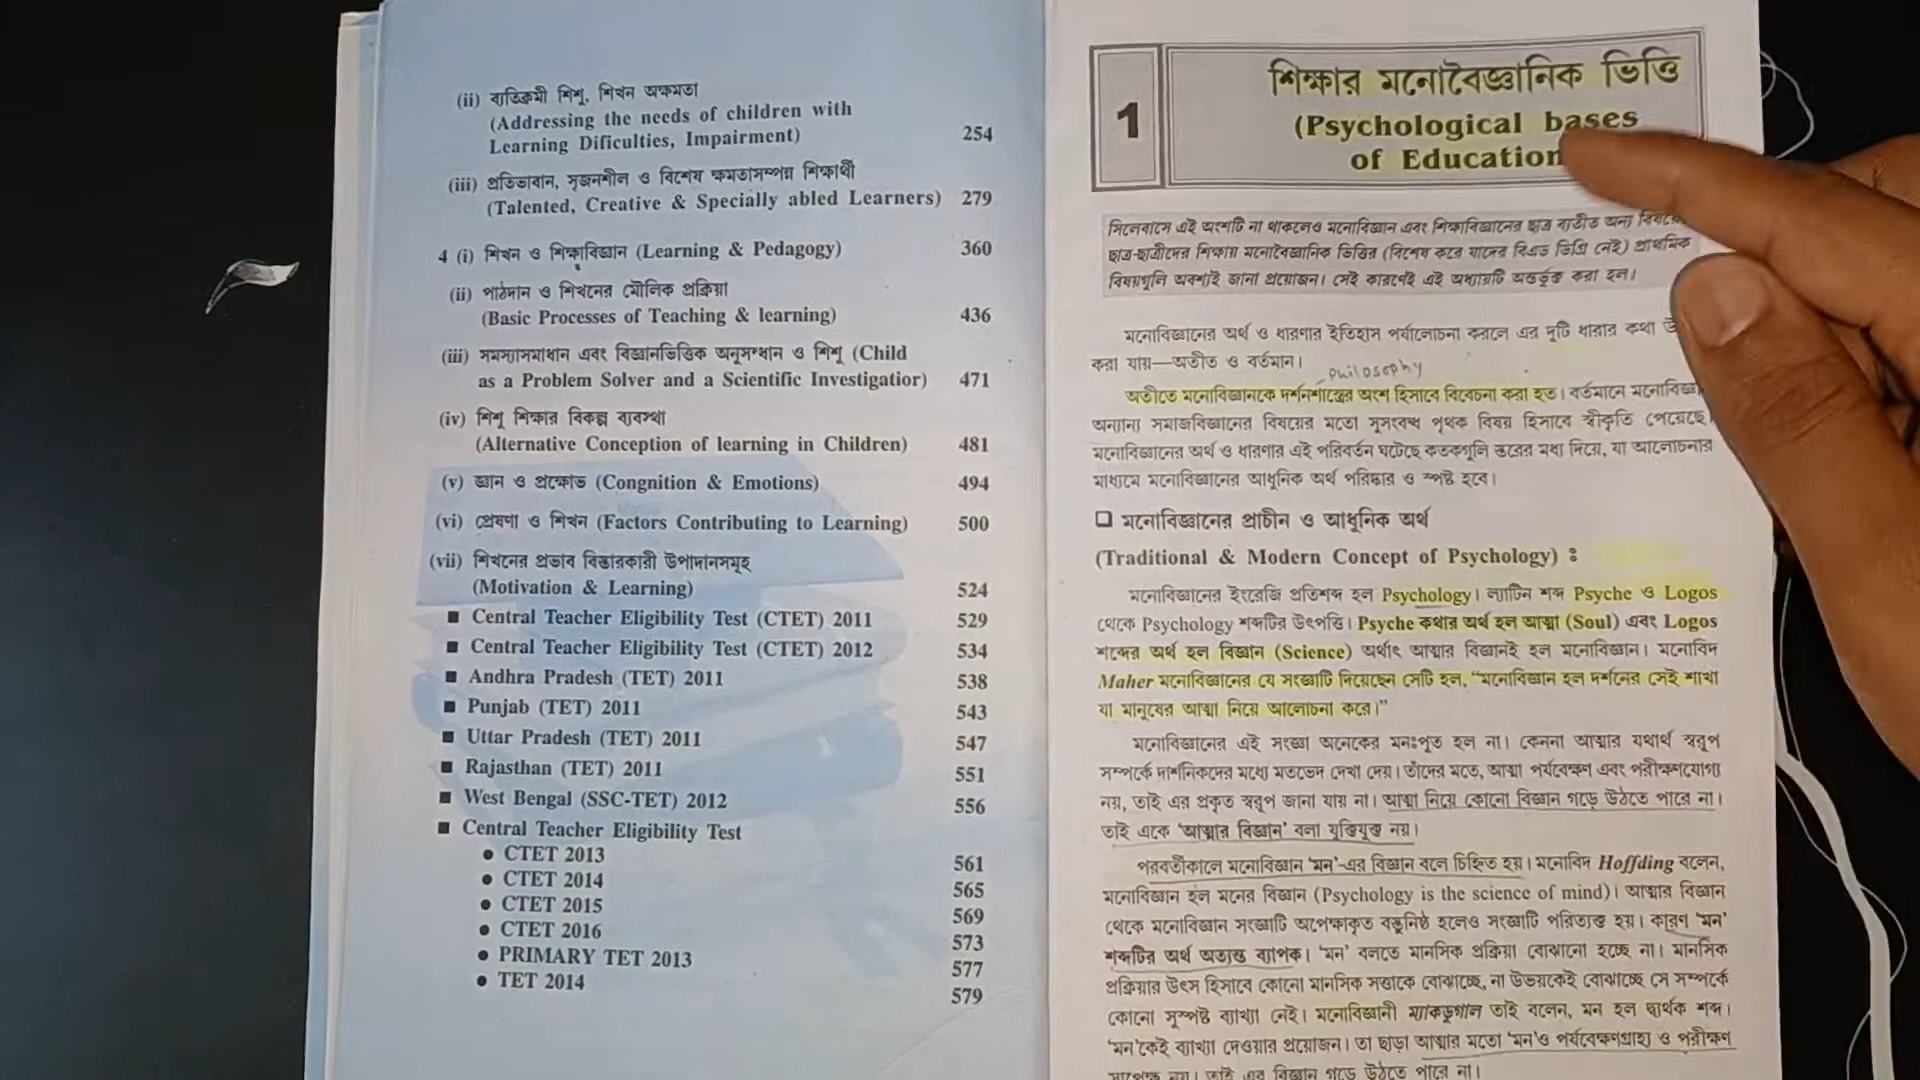 (ii) ব্যতিক্রমী শিশু, শিখন অক্ষমতা
(Addressing the needs of children with
Learning Dificulties, Impairment) 254
(iii) প্রতিভাবান, সৃজনশীল ও বিশেষ ক্ষমতাসম্পন্ন শিক্ষার্থী
(Talented, Creative & Specially abled Learners) 279
4 (i) শিখন ও শিক্ষাবিজ্ঞান (Learning & Pedagogy) 360
(ii) পাঠদান ও শিখনের মৌলিক প্রক্রিয়া
(Basic Processes of Teaching & learning) 436
(iii) সমস্যাসমাধান এবং বিজ্ঞানভিত্তিক অনুসন্ধান ও শিশু (Child
as a Problem Solver and a Scientific Investigatior) 471
(iv) শিশু শিক্ষার বিকল্প ব্যবস্থা
(Alternative Conception of learning in Children) 481
(v) জ্ঞান ও প্রক্ষোভ (Congnition & Emotions) 494
(vi) প্রেষণা ও শিখন (Factors Contributing to Learning) 500
(vii) শিখনের প্রভাব বিস্তারকারী উপাদানসমূহ
(Motivation & Learning) 524
■ Central Teacher Eligibility Test (CTET) 2011 529
■ Central Teacher Eligibility Test (CTET) 2012 534
■ Andhra Pradesh (TET) 2011 538
■ Punjab (TET) 2011 543
■ Uttar Pradesh (TET) 2011 547
■ Rajasthan (TET) 2011 551
■ West Bengal (SSC-TET) 2012 556
■ Central Teacher Eligibility Test
● CTET 2013 561
● CTET 2014 565
● CTET 2015 569
● CTET 2016 573
● PRIMARY TET 2013 577
● TET 2014 579
1
শিক্ষার মনোবৈজ্ঞানিক ভিত্তি
(Psychological bases
of Education
সিলেবাসে এই অংশটি না থাকলেও মনোবিজ্ঞান এবং শিক্ষাবিজ্ঞানের ছাত্র ব্যতীত অন্য
ছাত্র-ছাত্রীদের শিক্ষায় মনোবৈজ্ঞানিক ভিত্তির (বিশেষ করে যাদের বিএড ডিগ্রি নেই) প্রাথমিক
বিষয়গুলি অবশ্যই জানা প্রয়োজন। সেই কারণেই এই অধ্যায়টি অন্তর্ভুক্ত করা হল।
মনোবিজ্ঞানের অর্থ ও ধারণার ইতিহাস পর্যালোচনা করলে এর দুটি ধারার কথা
করা যায়—অতীত ও বর্তমান।
Philosophy
অতীতে মনোবিজ্ঞানকে দর্শনশাস্ত্রের অংশ হিসাবে বিবেচনা করা হত। বর্তমানে
অন্যান্য সমাজবিজ্ঞানের বিষয়ের মতো সুসংবদ্ধ পৃথক বিষয় হিসাবে স্বীকৃতি পেয়েছে।
মনোবিজ্ঞানের অর্থ ও ধারণার এই পরিবর্তন ঘটেছে কতকগুলি স্তরের মধ্য দিয়ে, যা আলোচনার
মাধ্যমে মনোবিজ্ঞানের আধুনিক অর্থ পরিষ্কার ও স্পষ্ট হবে।
❑ মনোবিজ্ঞানের প্রাচীন ও আধুনিক অর্থ
(Traditional & Modern Concept of Psychology) :
মনোবিজ্ঞানের ইংরেজি প্রতিশব্দ হল Psychology। ল্যাটিন শব্দ Psyche ও Logos
থেকে Psychology শব্দটির উৎপত্তি। Psyche কথার অর্থ হল আত্মা (Soul) এবং Logos
শব্দের অর্থ হল বিজ্ঞান (Science) অর্থাৎ আত্মার বিজ্ঞানই হল মনোবিজ্ঞান। মনোবিদ
Maher মনোবিজ্ঞানের যে সংজ্ঞাটি দিয়েছেন সেটি হল, “মনোবিজ্ঞান হল দর্শনের সেই শাখা
যা মানুষের আত্মা নিয়ে আলোচনা করে।”
মনোবিজ্ঞানের এই সংজ্ঞা অনেকের মনঃপূত হল না। কেননা আত্মার যথার্থ স্বরূপ
সম্পর্কে দার্শনিকদের মধ্যে মতভেদ দেখা দেয়। তাঁদের মতে, আত্মা পর্যবেক্ষণ এবং পরীক্ষণযোগ্য
নয়, তাই এর প্রকৃত স্বরূপ জানা যায় না। আত্মা নিয়ে কোনো বিজ্ঞান গড়ে উঠতে পারে না।
তাই একে ‘আত্মার বিজ্ঞান’ বলা যুক্তিযুক্ত নয়।
পরবর্তীকালে মনোবিজ্ঞান ‘মন’-এর বিজ্ঞান বলে চিহ্নিত হয়। মনোবিদ Hoffding বলেন,
মনোবিজ্ঞান হল মনের বিজ্ঞান (Psychology is the science of mind)। আত্মার বিজ্ঞান
থেকে মনোবিজ্ঞান সংজ্ঞাটি অপেক্ষাকৃত বস্তুনিষ্ঠ হলেও সংজ্ঞাটি পরিত্যক্ত হয়। কারণ ‘মন’
শব্দটির অর্থ অত্যন্ত ব্যাপক। ‘মন’ বলতে মানসিক প্রক্রিয়া বোঝানো হচ্ছে না। মানসিক
প্রক্রিয়ার উৎস হিসাবে কোনো মানসিক সত্তাকে বোঝাচ্ছে, না উভয়কেই বোঝাচ্ছে সে সম্পর্কে
কোনো সুস্পষ্ট ব্যাখ্যা নেই। মনোবিজ্ঞানী ম্যাকডুগাল তাই বলেন, মন হল দ্ব্যর্থক শব্দ।
‘মন’কেই ব্যাখ্যা দেওয়ার প্রয়োজন। তা ছাড়া আত্মার মতো ‘মন’ও পর্যবেক্ষণগ্রাহ্য ও পরীক্ষণ
সাপেক্ষ নয়। তাই এর বিজ্ঞান গড়ে উঠতে পারে না।